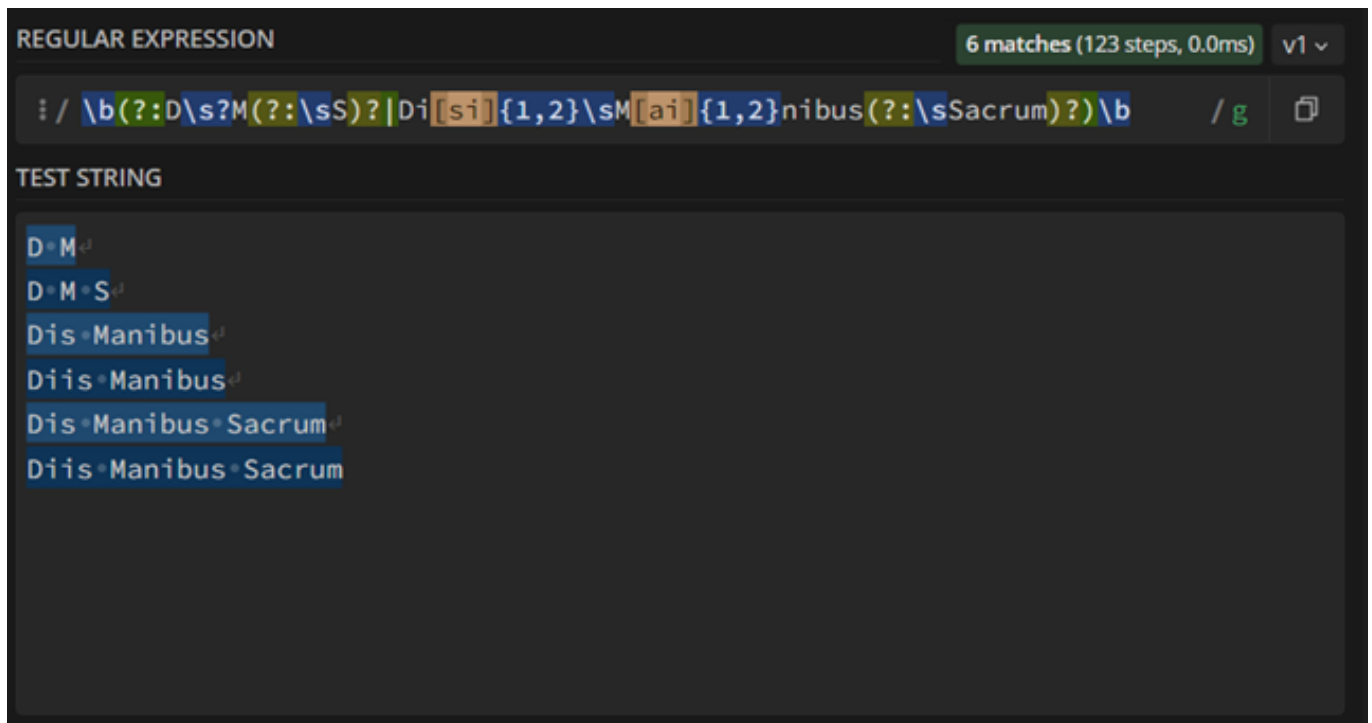 REGULAR EXPRESSION 6 matches (123 steps, 0.0ms) v1
/ \b(?:D\s?M(?:\sS)?|Di[si]{1,2}\sM[ai]{1,2}nibus(?:\sSacrum)?)\b / g
TEST STRING
D•M↵
D•M•S↵
Dis•Manibus↵
Diis•Manibus↵
Dis•Manibus•Sacrum↵
Diis•Manibus•Sacrum